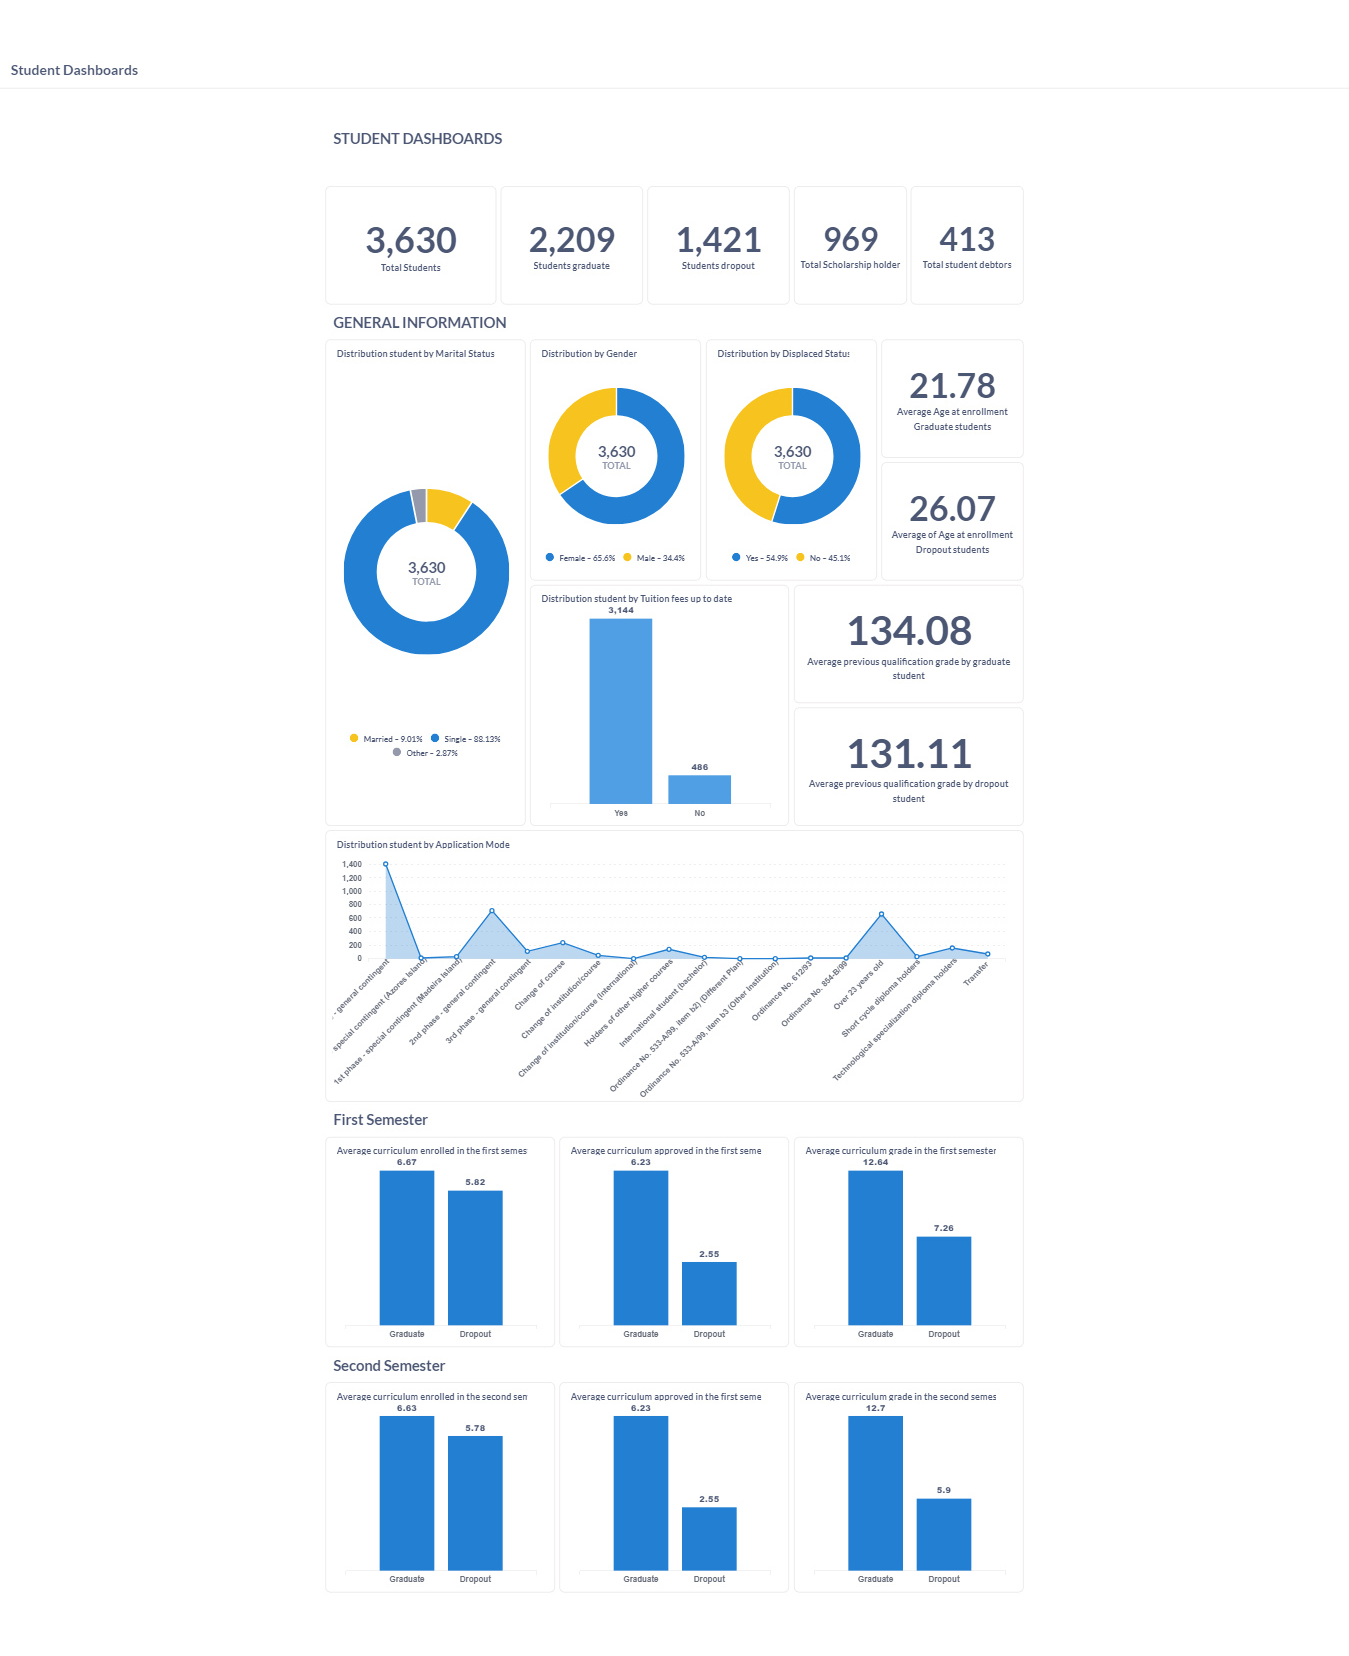 Student Dashboards
STUDENT DASHBOARDS
3,630
Total Students
2,209
Students graduate
1,421
Students dropout
969
Total Scholarship holder
413
Total student debtors
GENERAL INFORMATION
Distribution student by Marital Status
3,630
TOTAL
Married – 9.01% Single – 88.13%
Other – 2.87%
Distribution by Gender
3,630
TOTAL
Female – 65.6% Male – 34.4%
Distribution by Displaced Status
3,630
TOTAL
Yes – 54.9% No – 45.1%
21.78
Average Age at enrollment
Graduate students
26.07
Average of Age at enrollment
Dropout students
Distribution student by Tuition fees up to date
3,144
486
Yes No
134.08
Average previous qualification grade by graduate
student
131.11
Average previous qualification grade by dropout
student
Distribution student by Application Mode
1,400
1,200
1,000
800
600
400
200
0
- general contingent
special contingent (Azores Island)
1st phase - special contingent (Madeira Island)
2nd phase - general contingent
3rd phase - general contingent
Change of course
Change of institution/course
Change of institution/course (International)
Holders of other higher courses
International student (bachelor)
Ordinance No. 533-A/99, item b2) (Different Plan)
Ordinance No. 533-A/99, item b3 (Other Institution)
Ordinance No. 612/93
Ordinance No. 854-B/99
Over 23 years old
Short cycle diploma holders
Technological specialization diploma holders
Transfer
First Semester
Average curriculum enrolled in the first semes
6.67
5.82
Graduate Dropout
Average curriculum approved in the first seme
6.23
2.55
Graduate Dropout
Average curriculum grade in the first semester
12.64
7.26
Graduate Dropout
Second Semester
Average curriculum enrolled in the second sen
6.63
5.78
Graduate Dropout
Average curriculum approved in the first seme
6.23
2.55
Graduate Dropout
Average curriculum grade in the second semes
12.7
5.9
Graduate Dropout